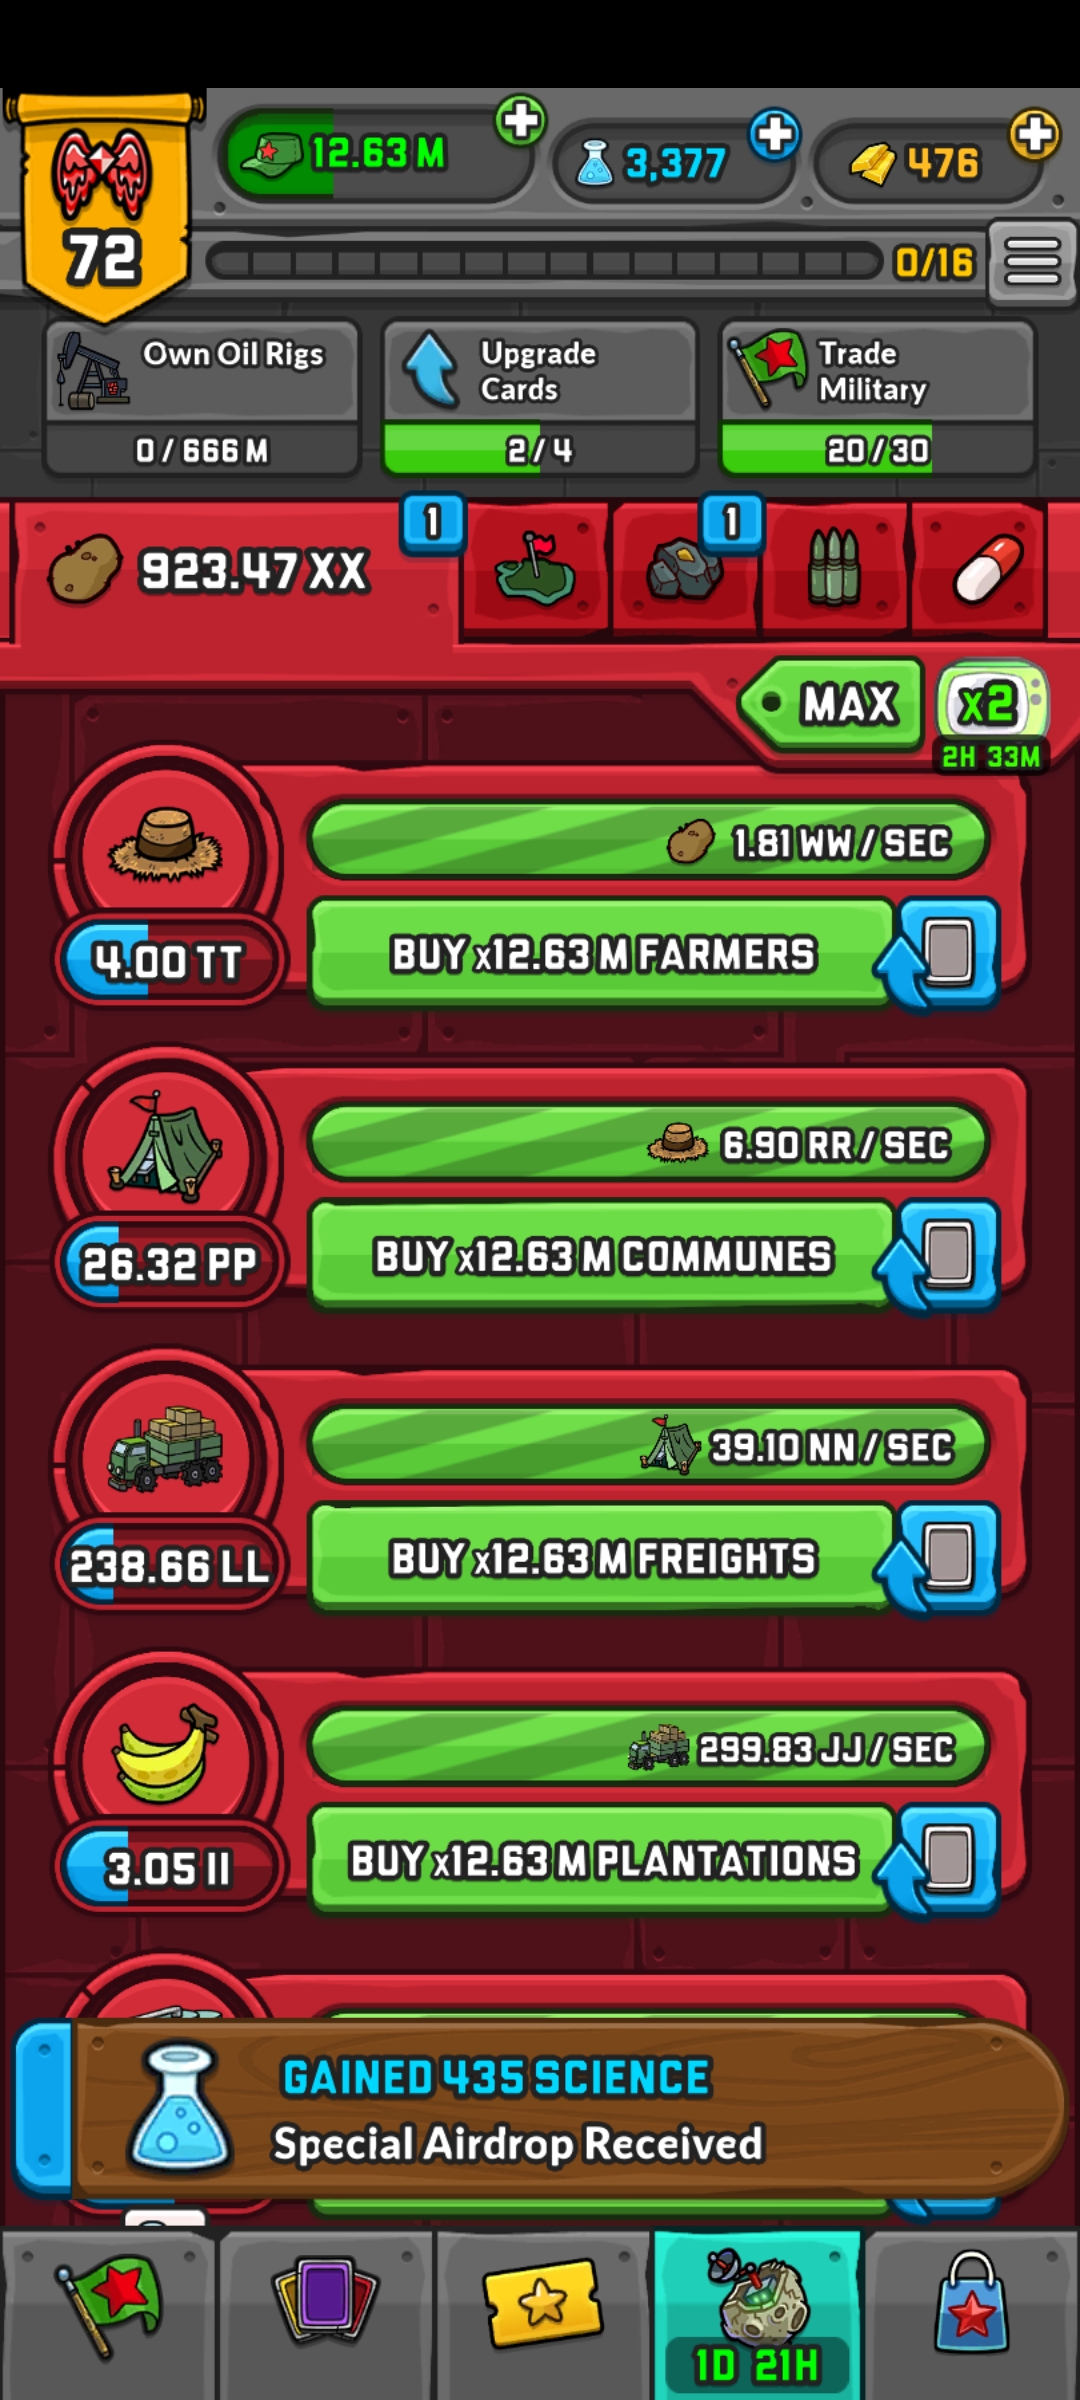 72
12.63 M
3,377
476
0/16
Own Oil Rigs
0 / 666 M
Upgrade
Cards
2 / 4
Trade
Military
20 / 30
923.47 XX
1
1
MAX
x2
2H 33M
1.81 WW / SEC
4.00 TT
BUY x12.63 M FARMERS
6.90 RR / SEC
26.32 PP
BUY x12.63 M COMMUNES
39.10 NN / SEC
238.66 LL
BUY x12.63 M FREIGHTS
299.83 JJ / SEC
3.05 II
BUY x12.63 M PLANTATIONS
GAINED 435 SCIENCE
Special Airdrop Received
1D 21H